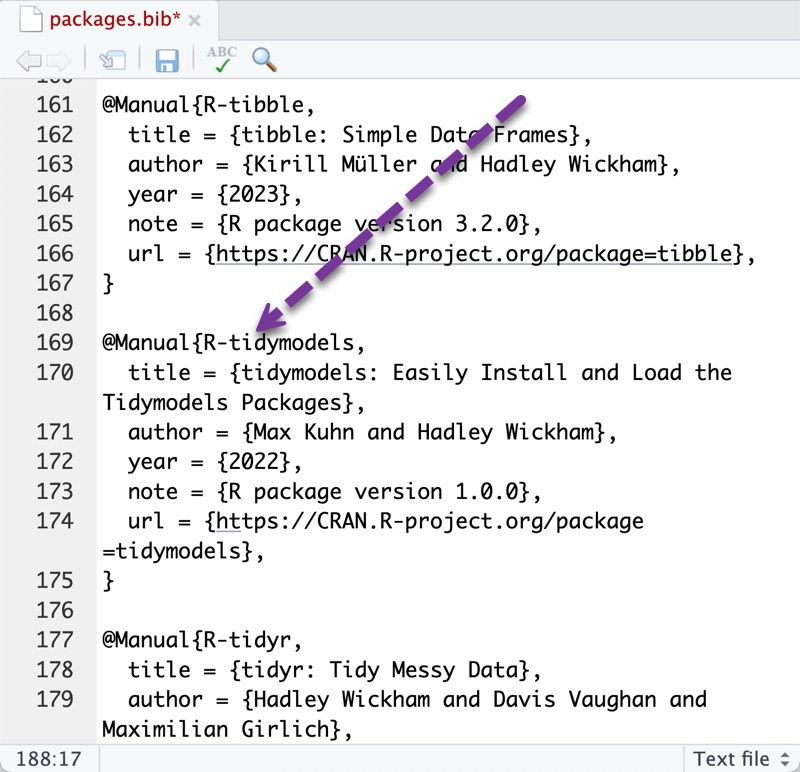 packages.bib*
ABC
161 @Manual{R-tibble,
162 title = {tibble: Simple Data Frames},
163 author = {Kirill Müller and Hadley Wickham},
164 year = {2023},
165 note = {R package version 3.2.0},
166 url = {https://CRAN.R-project.org/package=tibble},
167 }
168
169 @Manual{R-tidymodels,
170 title = {tidymodels: Easily Install and Load the
Tidymodels Packages},
171 author = {Max Kuhn and Hadley Wickham},
172 year = {2022},
173 note = {R package version 1.0.0},
174 url = {https://CRAN.R-project.org/package
=tidymodels},
175 }
176
177 @Manual{R-tidyr,
178 title = {tidyr: Tidy Messy Data},
179 author = {Hadley Wickham and Davis Vaughan and
Maximilian Girlich},
188:17 Text file